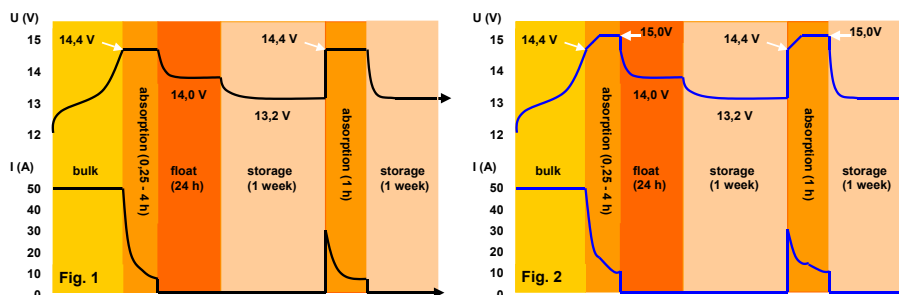 U (V)
15
14
13
12
14,4 V
14,0 V
13,2 V
14,4 V
I (A)
50
40
30
20
10
0
bulk
absorption (0,25 - 4 h)
float
(24 h)
storage
(1 week)
absorption (1 h)
storage
(1 week)
Fig. 1
U (V)
15
14
13
12
14,4 V
15,0V
14,0 V
13,2 V
14,4 V
15,0V
I (A)
50
40
30
20
10
0
bulk
absorption (0,25 - 4 h)
float
(24 h)
storage
(1 week)
absorption (1 h)
storage
(1 week)
Fig. 2